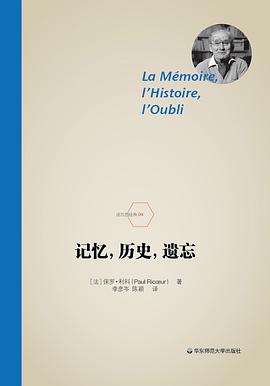 La Mémoire,
l'Histoire,
l'Oubli
记忆，历史，遗忘
［法］保罗·利科（Paul Ricœur） 著
李彦岑 陈颖 译
华东师范大学出版社